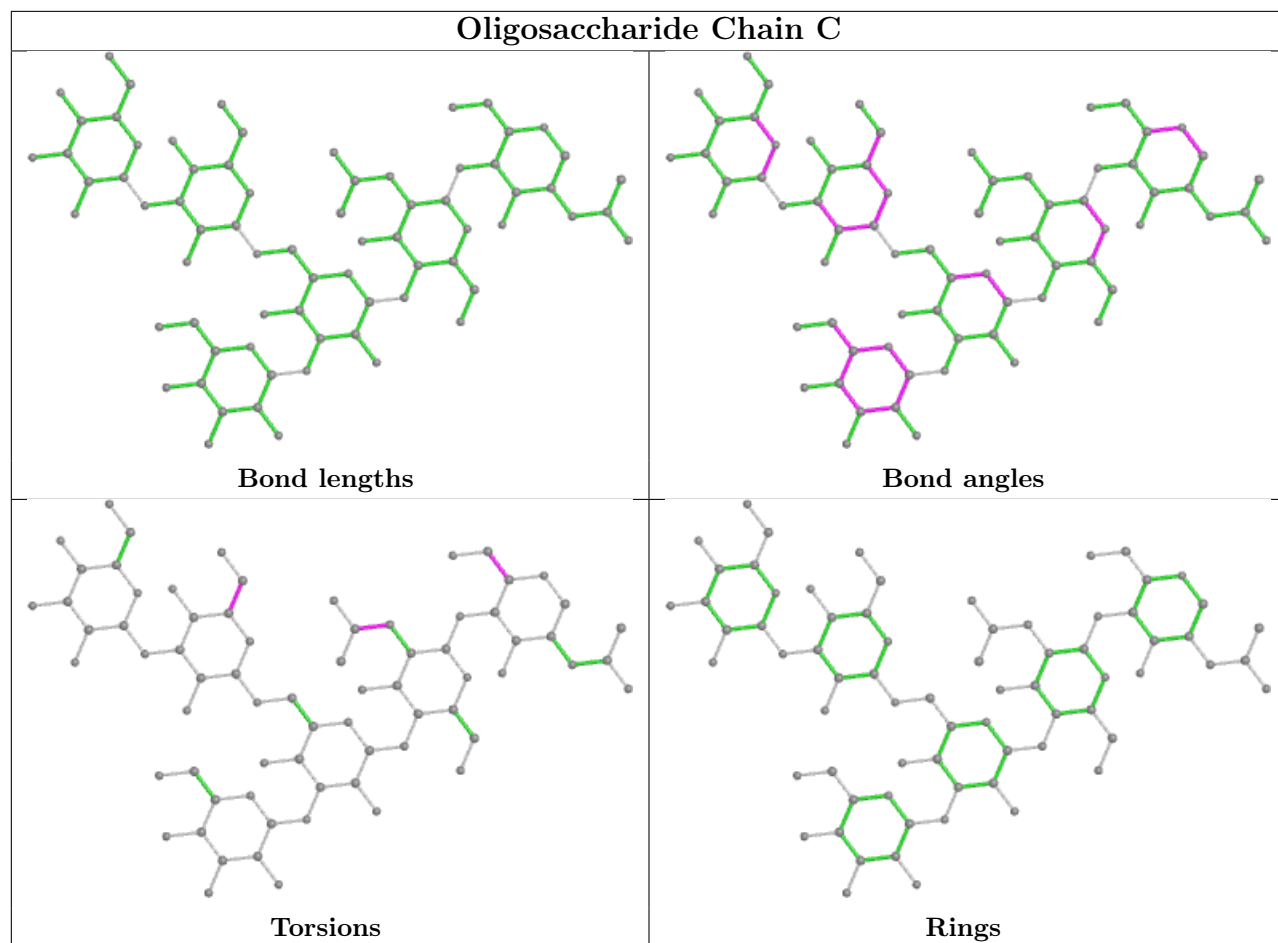 Oligosaccharide Chain C
Bond lengths
Bond angles
Torsions
Rings